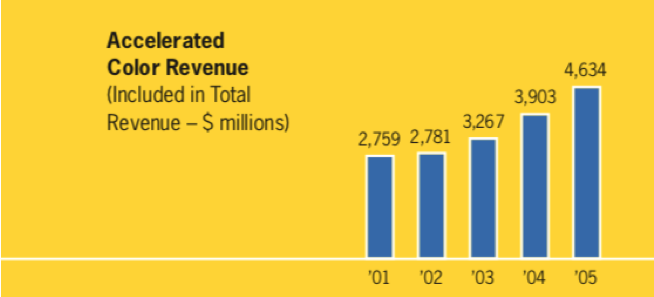 Accelerated
Color Revenue
(Included in Total
Revenue – $ millions)
2,759 2,781 3,267 3,903 4,634
’01 ’02 ’03 ’04 ’05